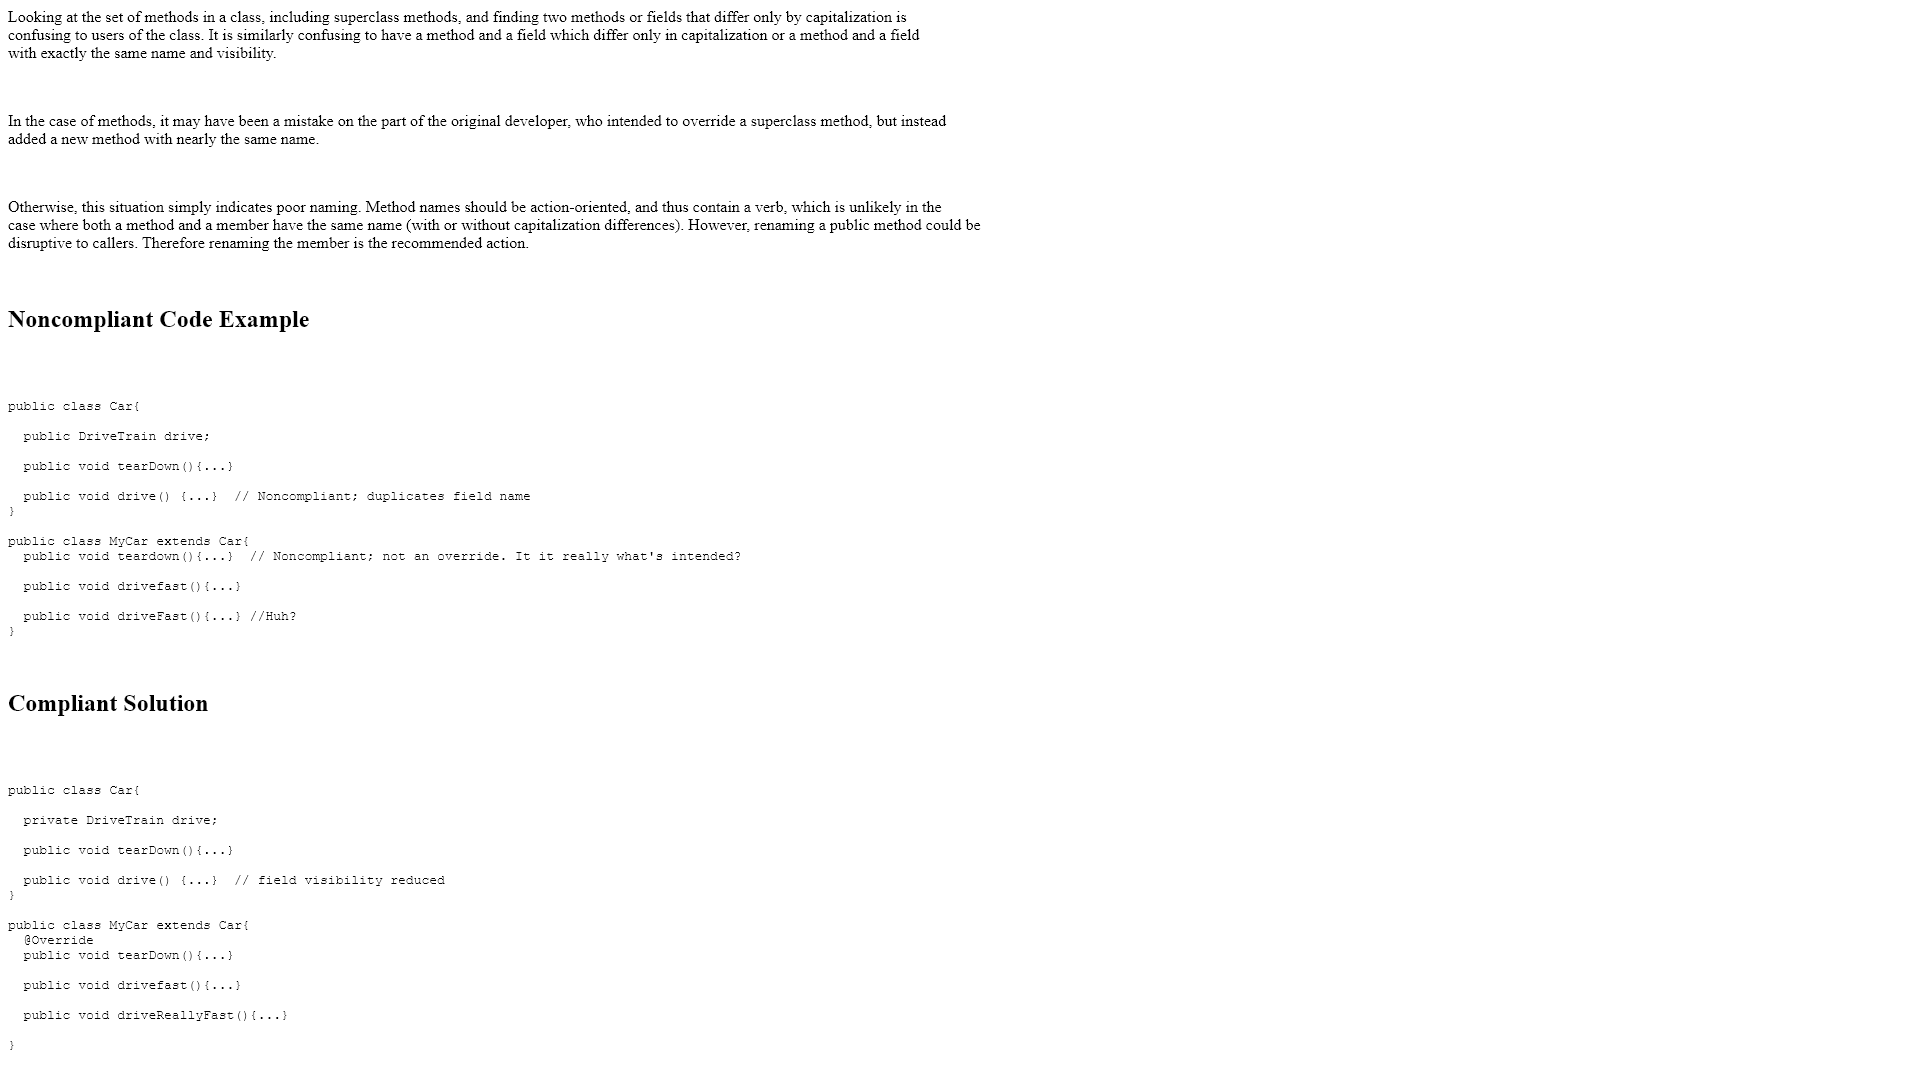 Looking at the set of methods in a class, including superclass methods, and finding two methods or fields that differ only by capitalization is
confusing to users of the class. It is similarly confusing to have a method and a field which differ only in capitalization or a method and a field
with exactly the same name and visibility.
In the case of methods, it may have been a mistake on the part of the original developer, who intended to override a superclass method, but instead
added a new method with nearly the same name.
Otherwise, this situation simply indicates poor naming. Method names should be action-oriented, and thus contain a verb, which is unlikely in the
case where both a method and a member have the same name (with or without capitalization differences). However, renaming a public method could be
disruptive to callers. Therefore renaming the member is the recommended action.
Noncompliant Code Example
public class Car{
  public DriveTrain drive;
  public void tearDown(){...}
  public void drive() {...}  // Noncompliant; duplicates field name
}
public class MyCar extends Car{
  public void teardown(){...}  // Noncompliant; not an override. It it really what's intended?
  public void drivefast(){...}
  public void driveFast(){...} //Huh?
}
Compliant Solution
public class Car{
  private DriveTrain drive;
  public void tearDown(){...}
  public void drive() {...}  // field visibility reduced
}
public class MyCar extends Car{
  @Override
  public void tearDown(){...}
  public void drivefast(){...}
  public void driveReallyFast(){...}
}